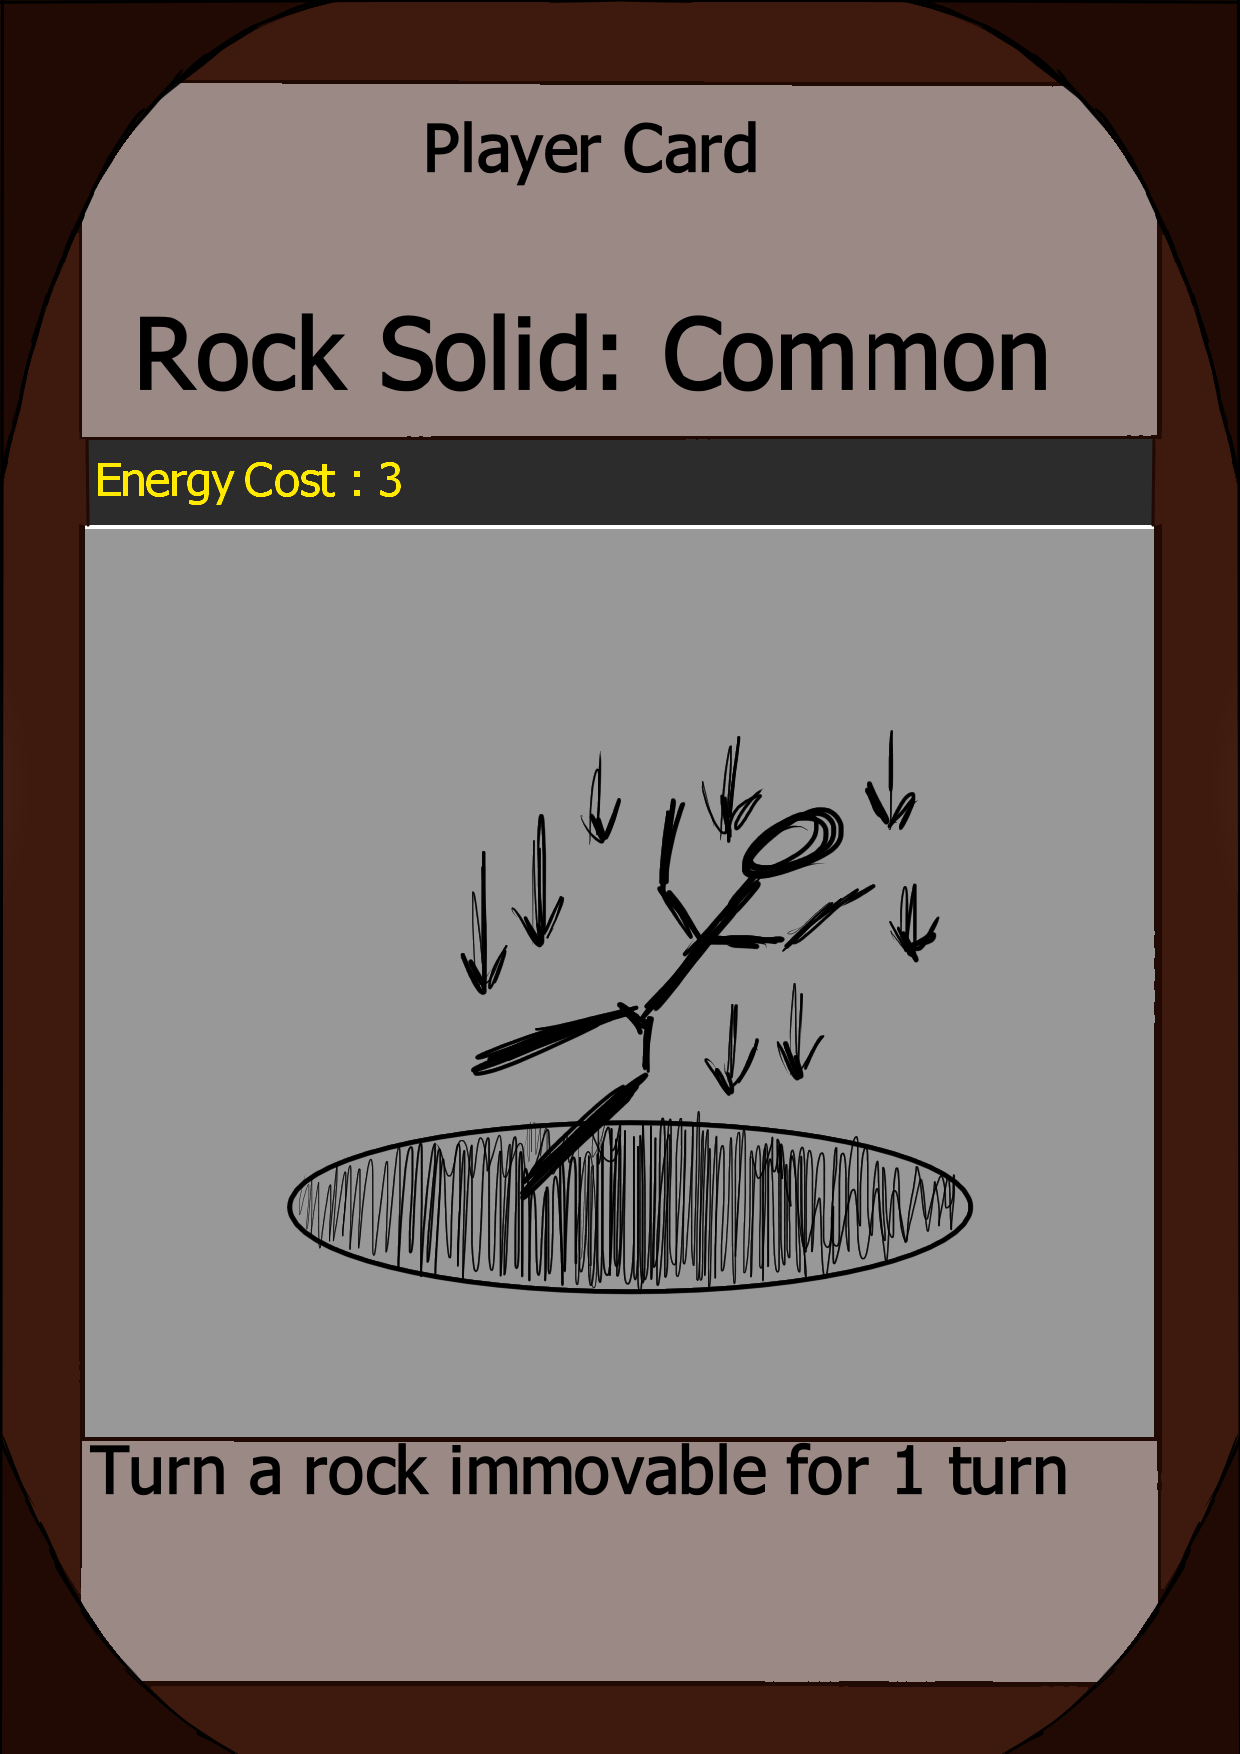 Player Card
Rock Solid: Common
Energy Cost : 3
Turn a rock immovable for 1 turn